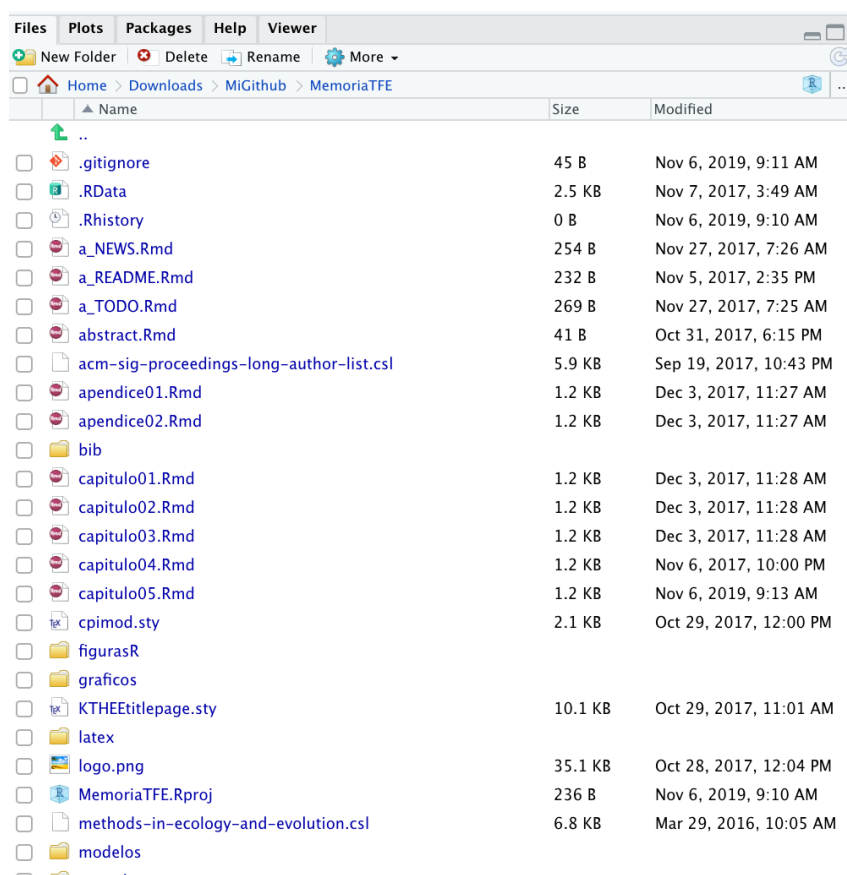 Files Plots Packages Help Viewer
New Folder Delete Rename More
Home > Downloads > MiGithub > MemoriaTFE R ..
Name Size Modified
..
.gitignore 45 B Nov 6, 2019, 9:11 AM
.RData 2.5 KB Nov 7, 2017, 3:49 AM
.Rhistory 0 B Nov 6, 2019, 9:10 AM
a_NEWS.Rmd 254 B Nov 27, 2017, 7:26 AM
a_README.Rmd 232 B Nov 5, 2017, 2:35 PM
a_TODO.Rmd 269 B Nov 27, 2017, 7:25 AM
abstract.Rmd 41 B Oct 31, 2017, 6:15 PM
acm-sig-proceedings-long-author-list.csl 5.9 KB Sep 19, 2017, 10:43 PM
apendice01.Rmd 1.2 KB Dec 3, 2017, 11:27 AM
apendice02.Rmd 1.2 KB Dec 3, 2017, 11:27 AM
bib
capitulo01.Rmd 1.2 KB Dec 3, 2017, 11:28 AM
capitulo02.Rmd 1.2 KB Dec 3, 2017, 11:28 AM
capitulo03.Rmd 1.2 KB Dec 3, 2017, 11:28 AM
capitulo04.Rmd 1.2 KB Nov 6, 2017, 10:00 PM
capitulo05.Rmd 1.2 KB Nov 6, 2019, 9:13 AM
cpimod.sty 2.1 KB Oct 29, 2017, 12:00 PM
figurasR
graficos
KTHEEtitlepage.sty 10.1 KB Oct 29, 2017, 11:01 AM
latex
logo.png 35.1 KB Oct 28, 2017, 12:04 PM
MemoriaTFE.Rproj 236 B Nov 6, 2019, 9:10 AM
methods-in-ecology-and-evolution.csl 6.8 KB Mar 29, 2016, 10:05 AM
modelos